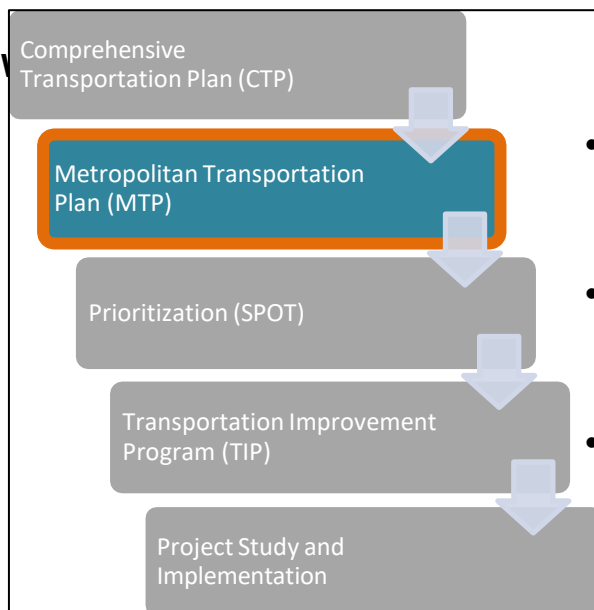 Comprehensive
Transportation Plan (CTP)
Metropolitan Transportation
Plan (MTP)
Prioritization (SPOT)
Transportation Improvement
Program (TIP)
Project Study and
Implementation